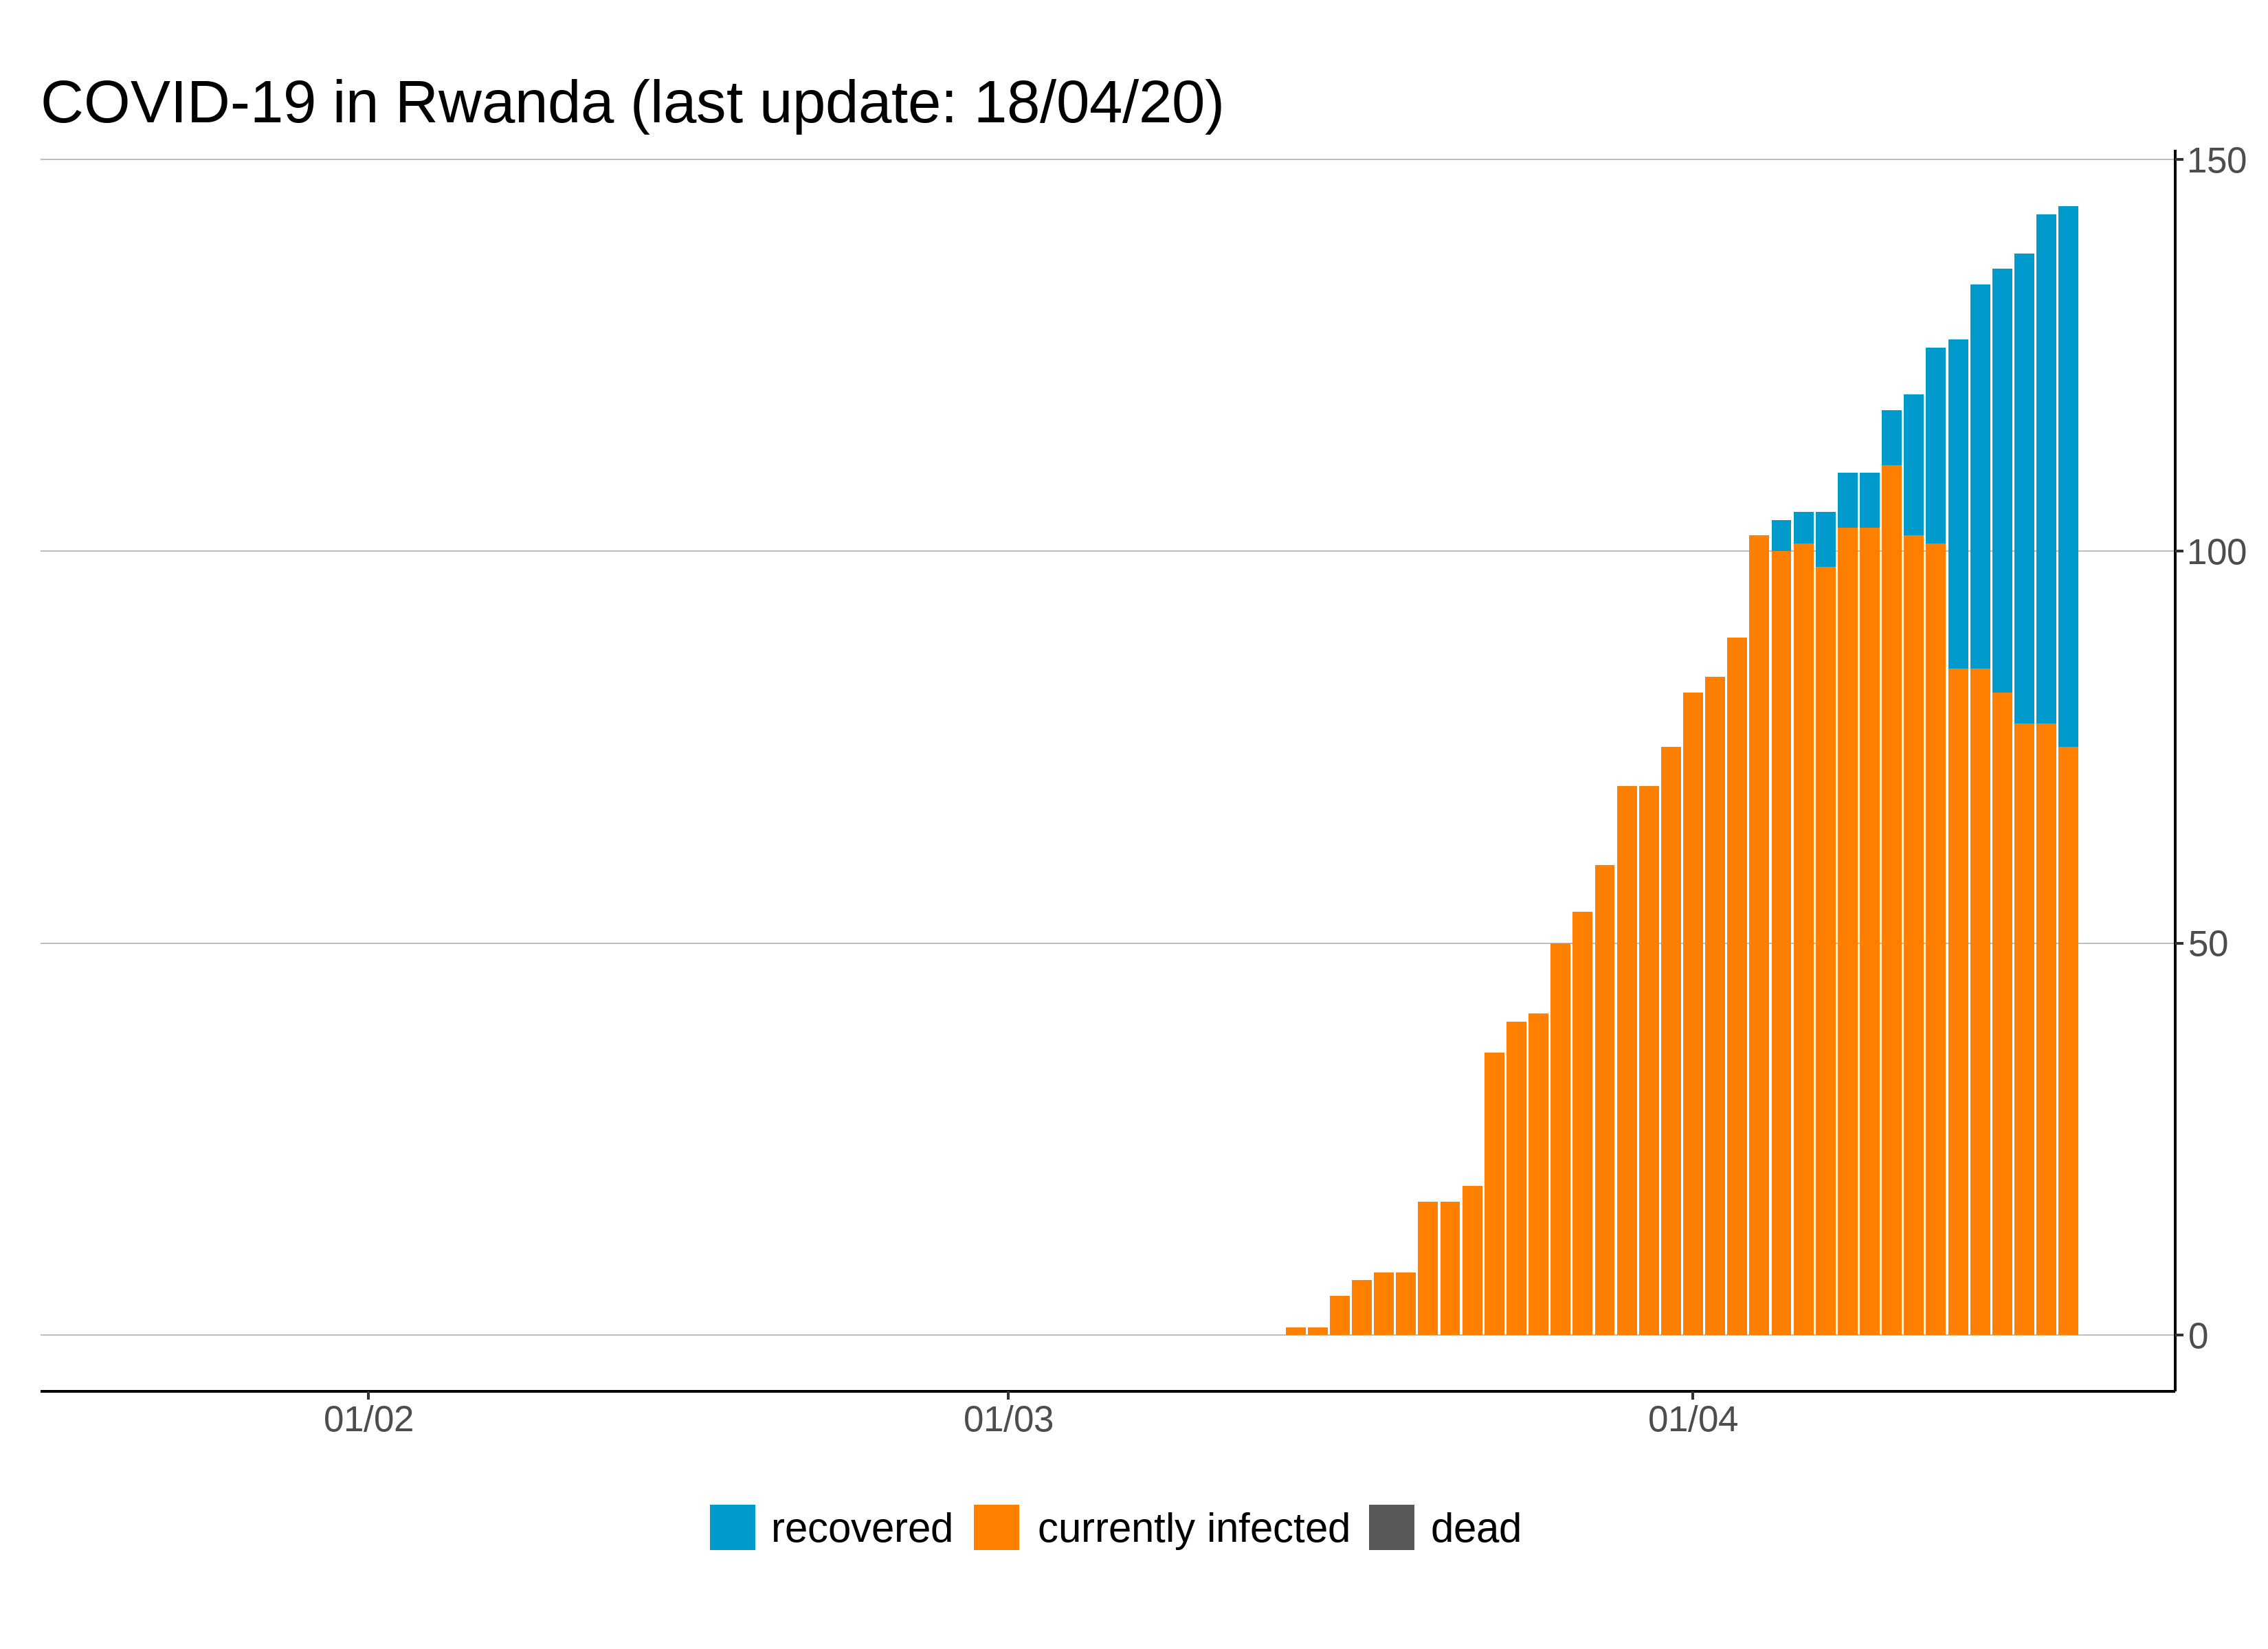 COVID-19 in Rwanda (last update: 18/04/20)
150
100
50
0
01/02 01/03 01/04
recovered currently infected dead